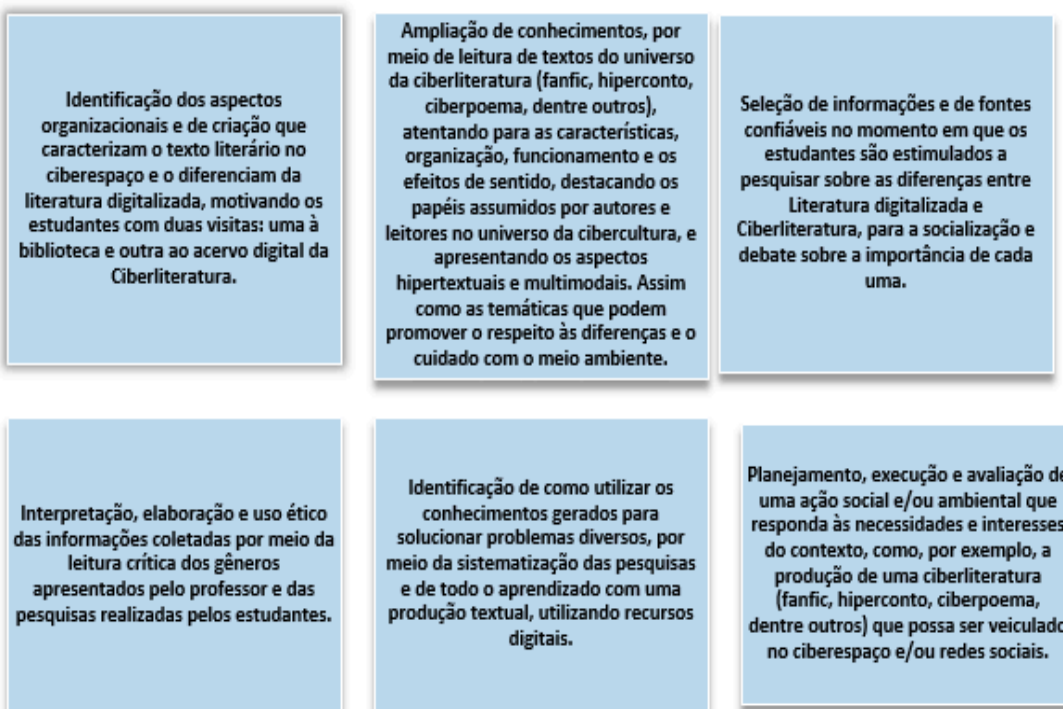 Identificação dos aspectos
organizacionais e de criação que
caracterizam o texto literário no
ciberespaço e o diferenciam da
literatura digitalizada, motivando os
estudantes com duas visitas: uma à
biblioteca e outra ao acervo digital da
Ciberliteratura.
Ampliação de conhecimentos, por
meio de leitura de textos do universo
da ciberliteratura (fanfic, hiperconto,
ciberpoema, dentre outros),
atentando para as características,
organização, funcionamento e os
efeitos de sentido, destacando os
papéis assumidos por autores e
leitores no universo da cibercultura, e
apresentando os aspectos
hipertextuais e multimodais. Assim
como as temáticas que podem
promover o respeito às diferenças e o
cuidado com o meio ambiente.
Seleção de informações e de fontes
confiáveis no momento em que os
estudantes são estimulados a
pesquisar sobre as diferenças entre
Literatura digitalizada e
Ciberliteratura, para a socialização e
debate sobre a importância de cada
uma.
Interpretação, elaboração e uso ético
das informações coletadas por meio da
leitura crítica dos gêneros
apresentados pelo professor e das
pesquisas realizadas pelos estudantes.
Identificação de como utilizar os
conhecimentos gerados para
solucionar problemas diversos, por
meio da sistematização das pesquisas
e de todo o aprendizado com uma
produção textual, utilizando recursos
digitais.
Planejamento, execução e avaliação de
uma ação social e/ou ambiental que
responda às necessidades e interesses
do contexto, como, por exemplo, a
produção de uma ciberliteratura
(fanfic, hiperconto, ciberpoema,
dentre outros) que possa ser veiculado
no ciberespaço e/ou redes sociais.